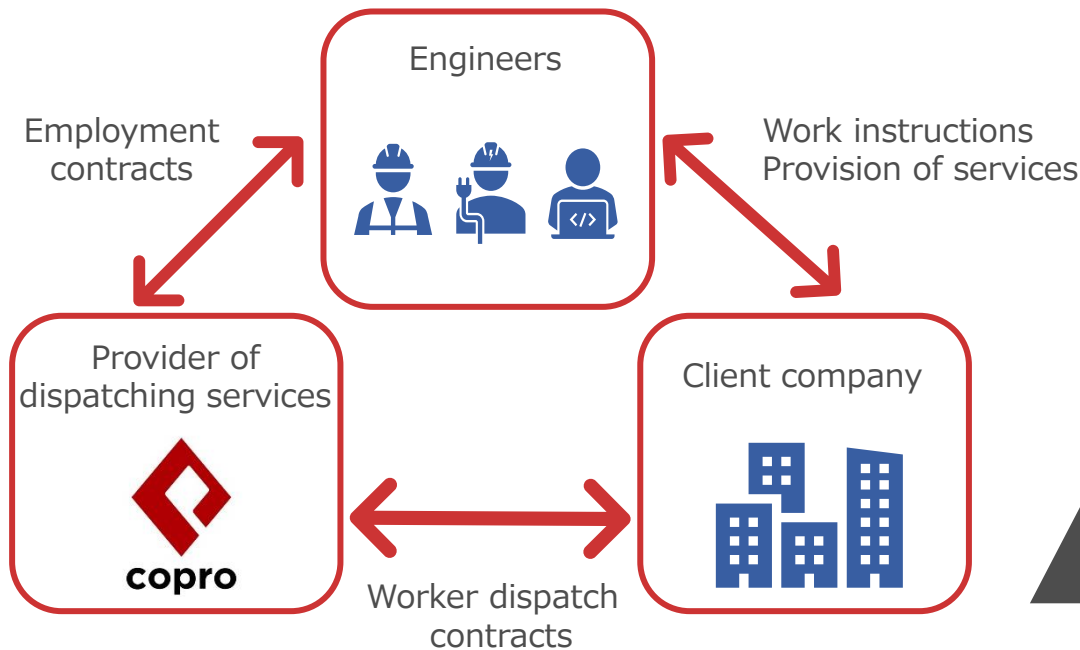 Engineers
Employment
contracts
Work instructions
Provision of services
</>
Provider of
dispatching services
Client company
copro
Worker dispatch
contracts